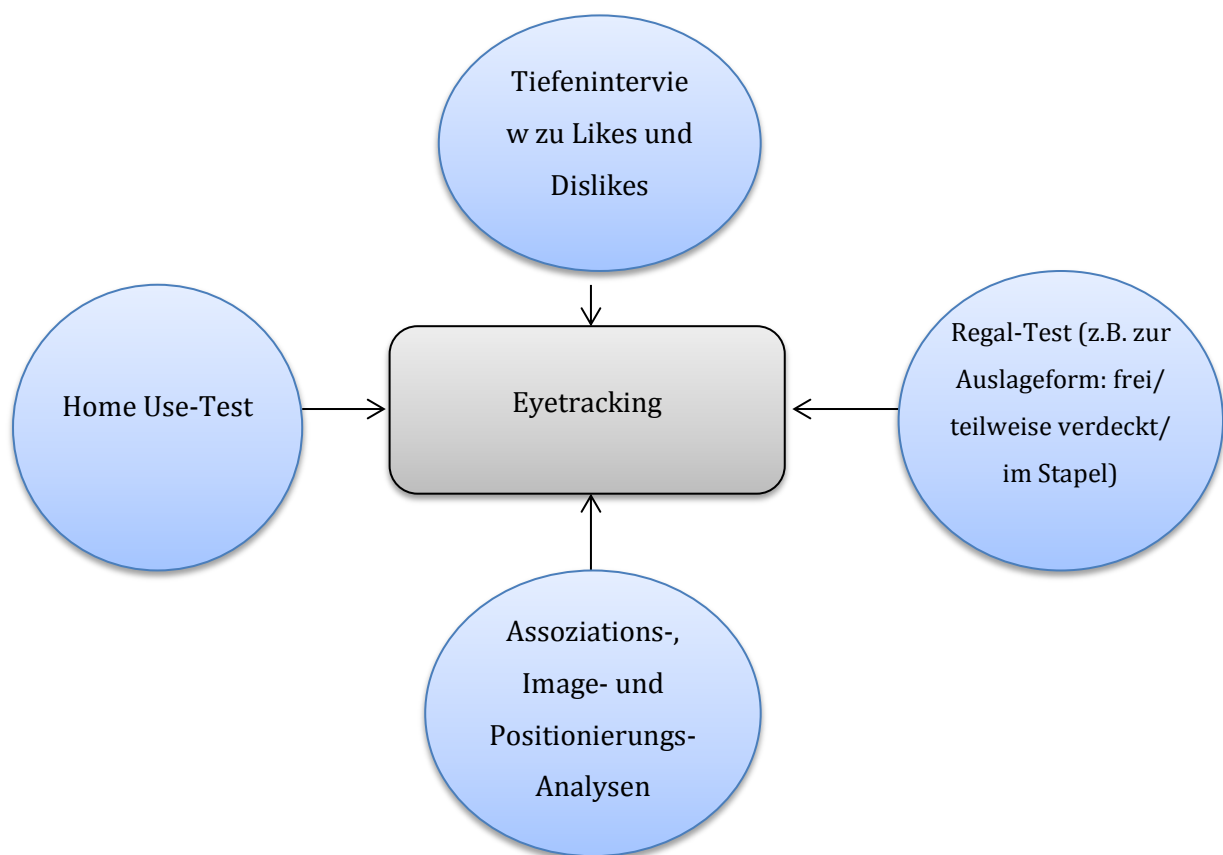 Tiefenintervie
w zu Likes und
Dislikes
Home Use-Test
Eyetracking
Regal-Test (z.B. zur
Auslageform: frei/
teilweise verdeckt/
im Stapel)
Assoziations-,
Image- und
Positionierungs-
Analysen